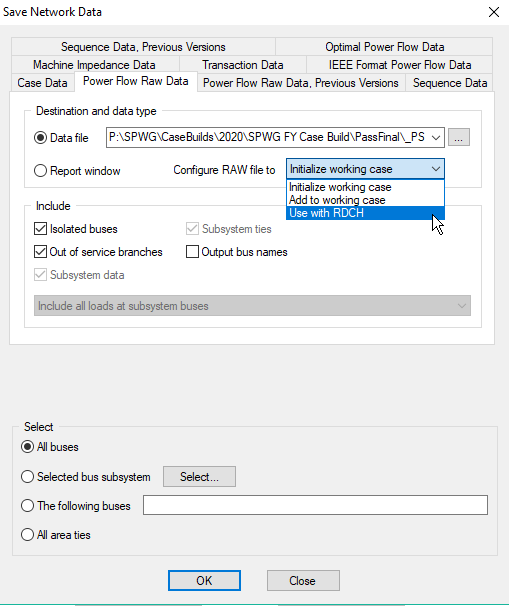 Save Network Data
Sequence Data, Previous Versions
Optimal Power Flow Data
Machine Impedance Data
Transaction Data
IEEE Format Power Flow Data
Case Data
Power Flow Raw Data
Power Flow Raw Data, Previous Versions
Sequence Data
Destination and data type
Data file
P:\SPWG\CaseBuilds\2020\SPWG FY Case Build\PassFinal\_PS
...
Report window
Configure RAW file to
Initialize working case
Initialize working case
Add to working case
Use with RDCH
Include
Isolated buses
Subsystem ties
Out of service branches
Output bus names
Subsystem data
Include all loads at subsystem buses
Select
All buses
Selected bus subsystem
Select...
The following buses
All area ties
OK
Close